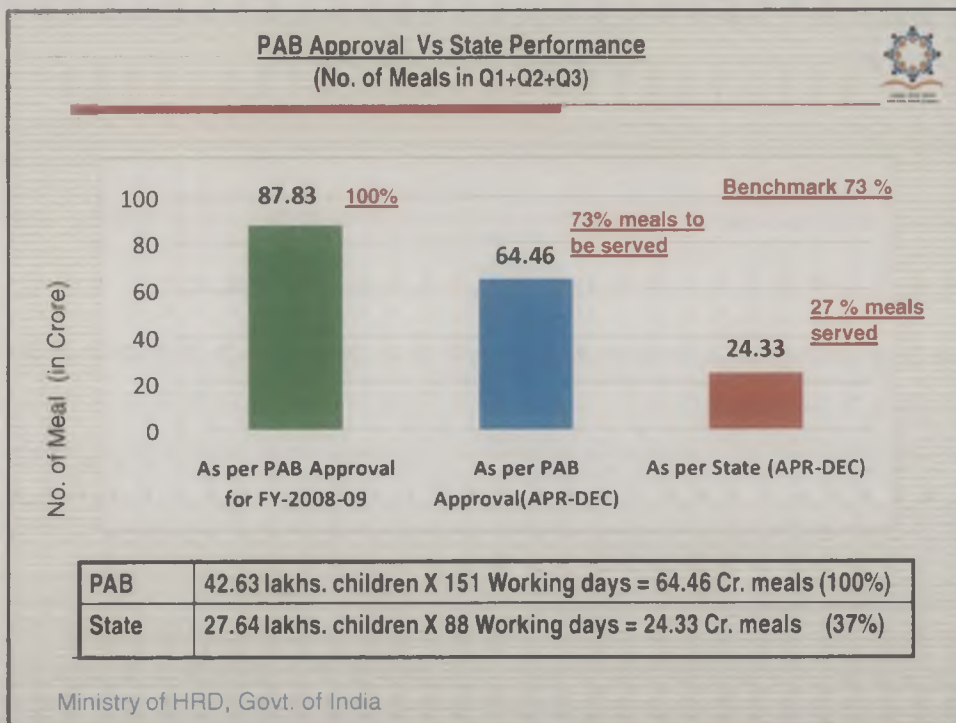 PAB Approval Vs State Performance
(No. of Meals in Q1+Q2+Q3)
Benchmark 73 %
87.83 100%
73% meals to
be served
64.46
27 % meals
served
24.33
100
80
60
40
20
0
No. of Meal (in Crore)
As per PAB Approval
for FY-2008-09
As per PAB
Approval(APR-DEC)
As per State (APR-DEC)
PAB 42.63 lakhs. children X 151 Working days = 64.46 Cr. meals (100%)
State 27.64 lakhs. children X 88 Working days = 24.33 Cr. meals (37%)
Ministry of HRD, Govt. of India